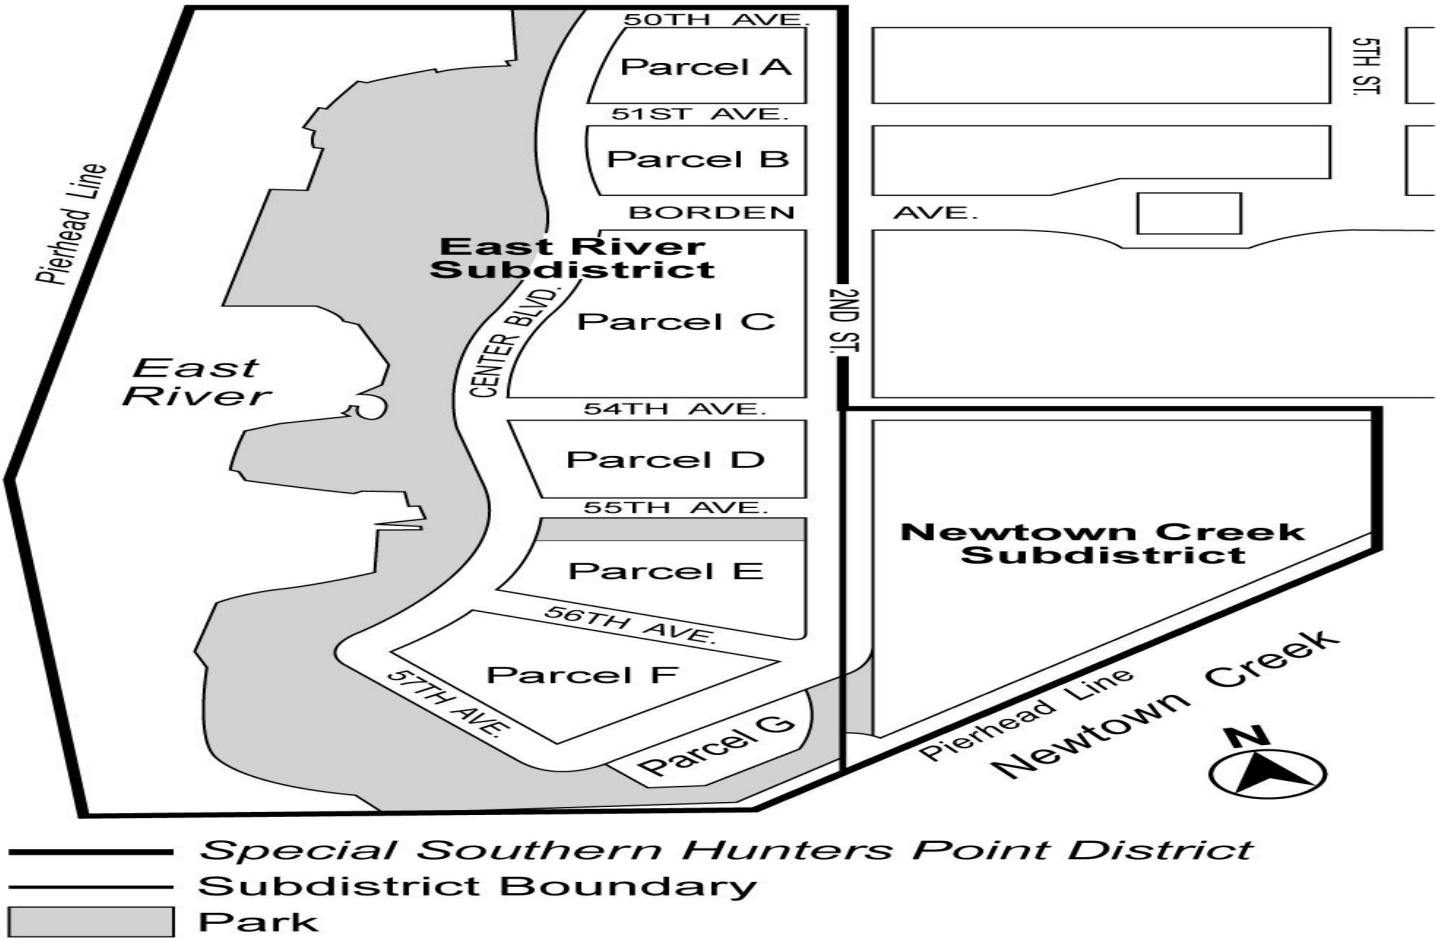 50TH AVE.
Parcel A
5TH ST.
51ST AVE.
Parcel B
Pierhead Line
BORDEN AVE.
East River
Subdistrict
CENTER BLVD.
Parcel C
2ND ST.
East
River
54TH AVE.
Parcel D
55TH AVE.
Newtown Creek
Subdistrict
Parcel E
56TH AVE.
Parcel F
57TH AVE.
Parcel G
Pierhead Line
Newtown Creek
N
Special Southern Hunters Point District
Subdistrict Boundary
Park